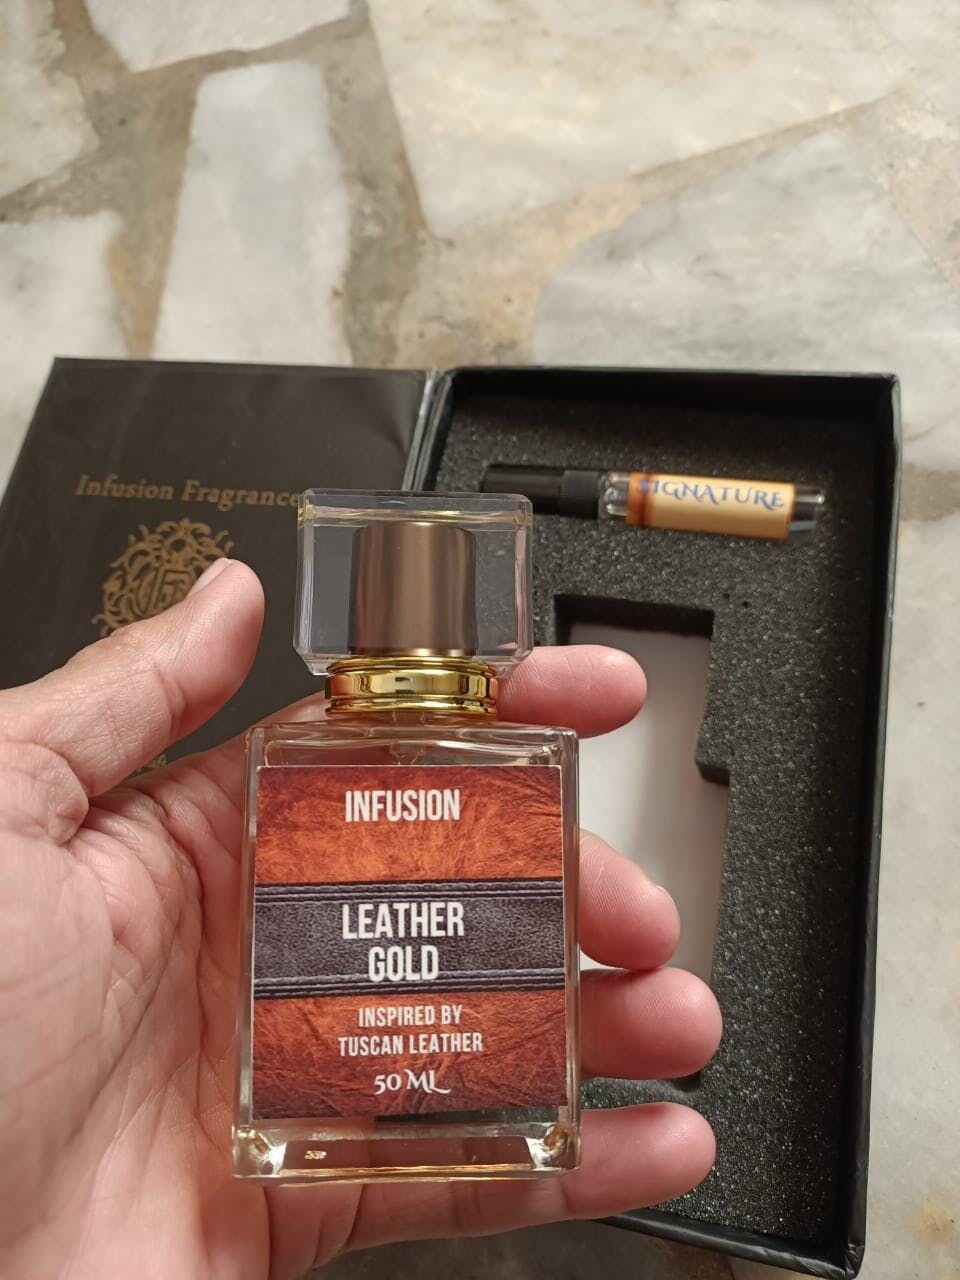 Infusion Fragrance
SIGNATURE
INFUSION
LEATHER
GOLD
INSPIRED BY
TUSCAN LEATHER
50 ML